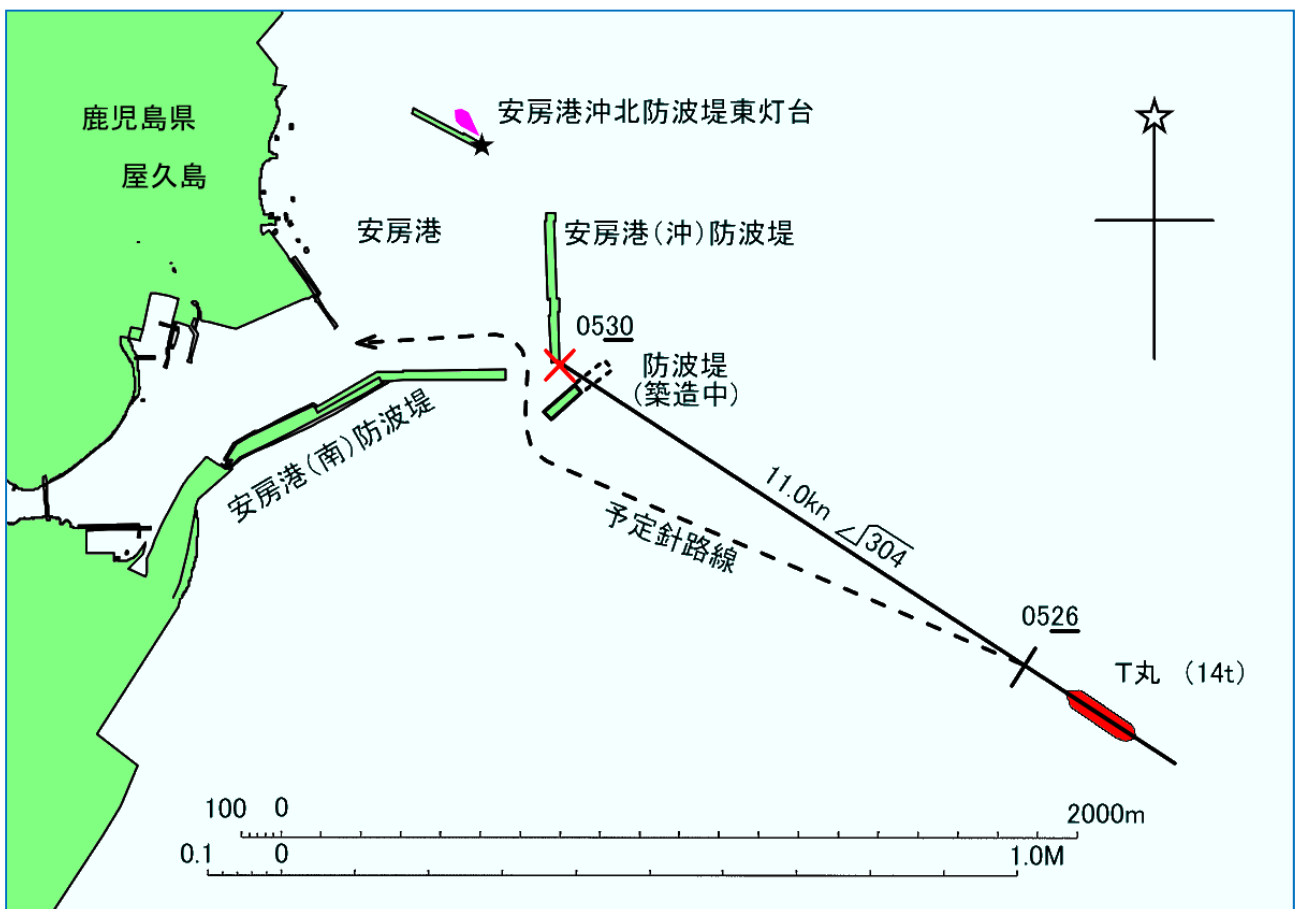 鹿児島県
屋久島
安房港沖北防波堤東灯台
安房港
安房港(沖)防波堤
0530
防波堤
(築造中)
安房港(南)防波堤
11.0kn 304
予定針路線
0526
T丸 (14t)
100 0 2000m
0.1 0 1.0M